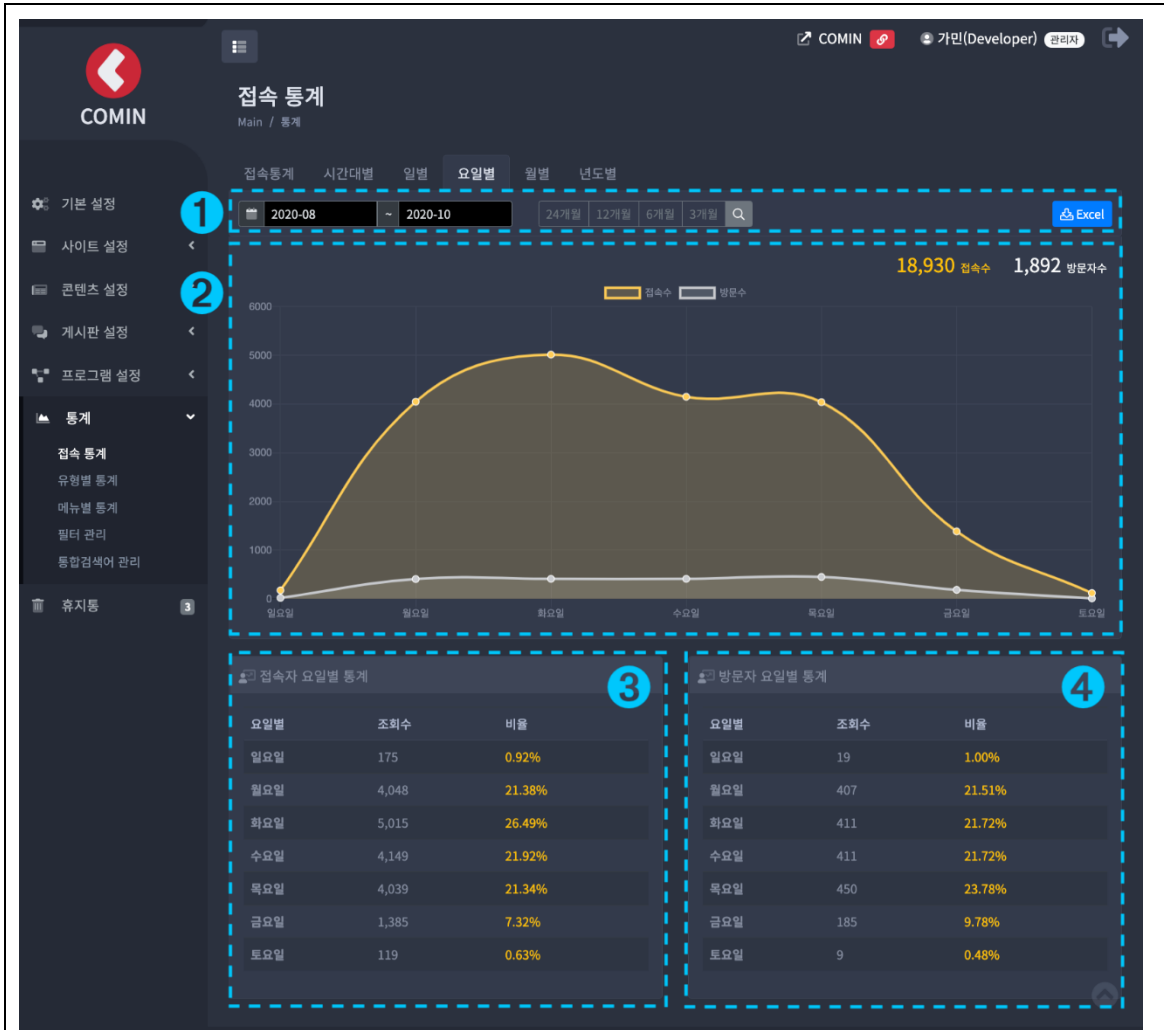 COMIN 가민(Developer) 관리자
COMIN
접속 통계
Main / 통계
접속통계 시간대별 일별 요일별 월별 년도별
기본 설정
사이트 설정
콘텐츠 설정
게시판 설정
프로그램 설정
통계
접속 통계
유형별 통계
메뉴별 통계
필터 관리
통합검색어 관리
휴지통 3
1
2020-08 ~ 2020-10 24개월 12개월 6개월 3개월 Excel
2
18,930 접속수 1,892 방문자수
접속수 방문수
6000
5000
4000
3000
2000
1000
0
일요일 월요일 화요일 수요일 목요일 금요일 토요일
접속자 요일별 통계 3
요일별 조회수 비율
일요일 175 0.92%
월요일 4,048 21.38%
화요일 5,015 26.49%
수요일 4,149 21.92%
목요일 4,039 21.34%
금요일 1,385 7.32%
토요일 119 0.63%
방문자 요일별 통계 4
요일별 조회수 비율
일요일 19 1.00%
월요일 407 21.51%
화요일 411 21.72%
수요일 411 21.72%
목요일 450 23.78%
금요일 185 9.78%
토요일 9 0.48%